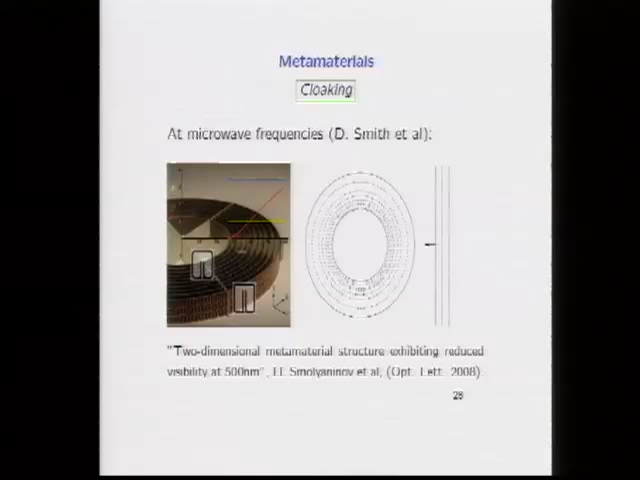 Metamaterials
Cloaking
At microwave frequencies (D. Smith et al):
"Two-dimensional metamaterial structure exhibiting reduced
visibility at 500nm", I.I. Smolyaninov et al, (Opt. Lett. 2008)
28